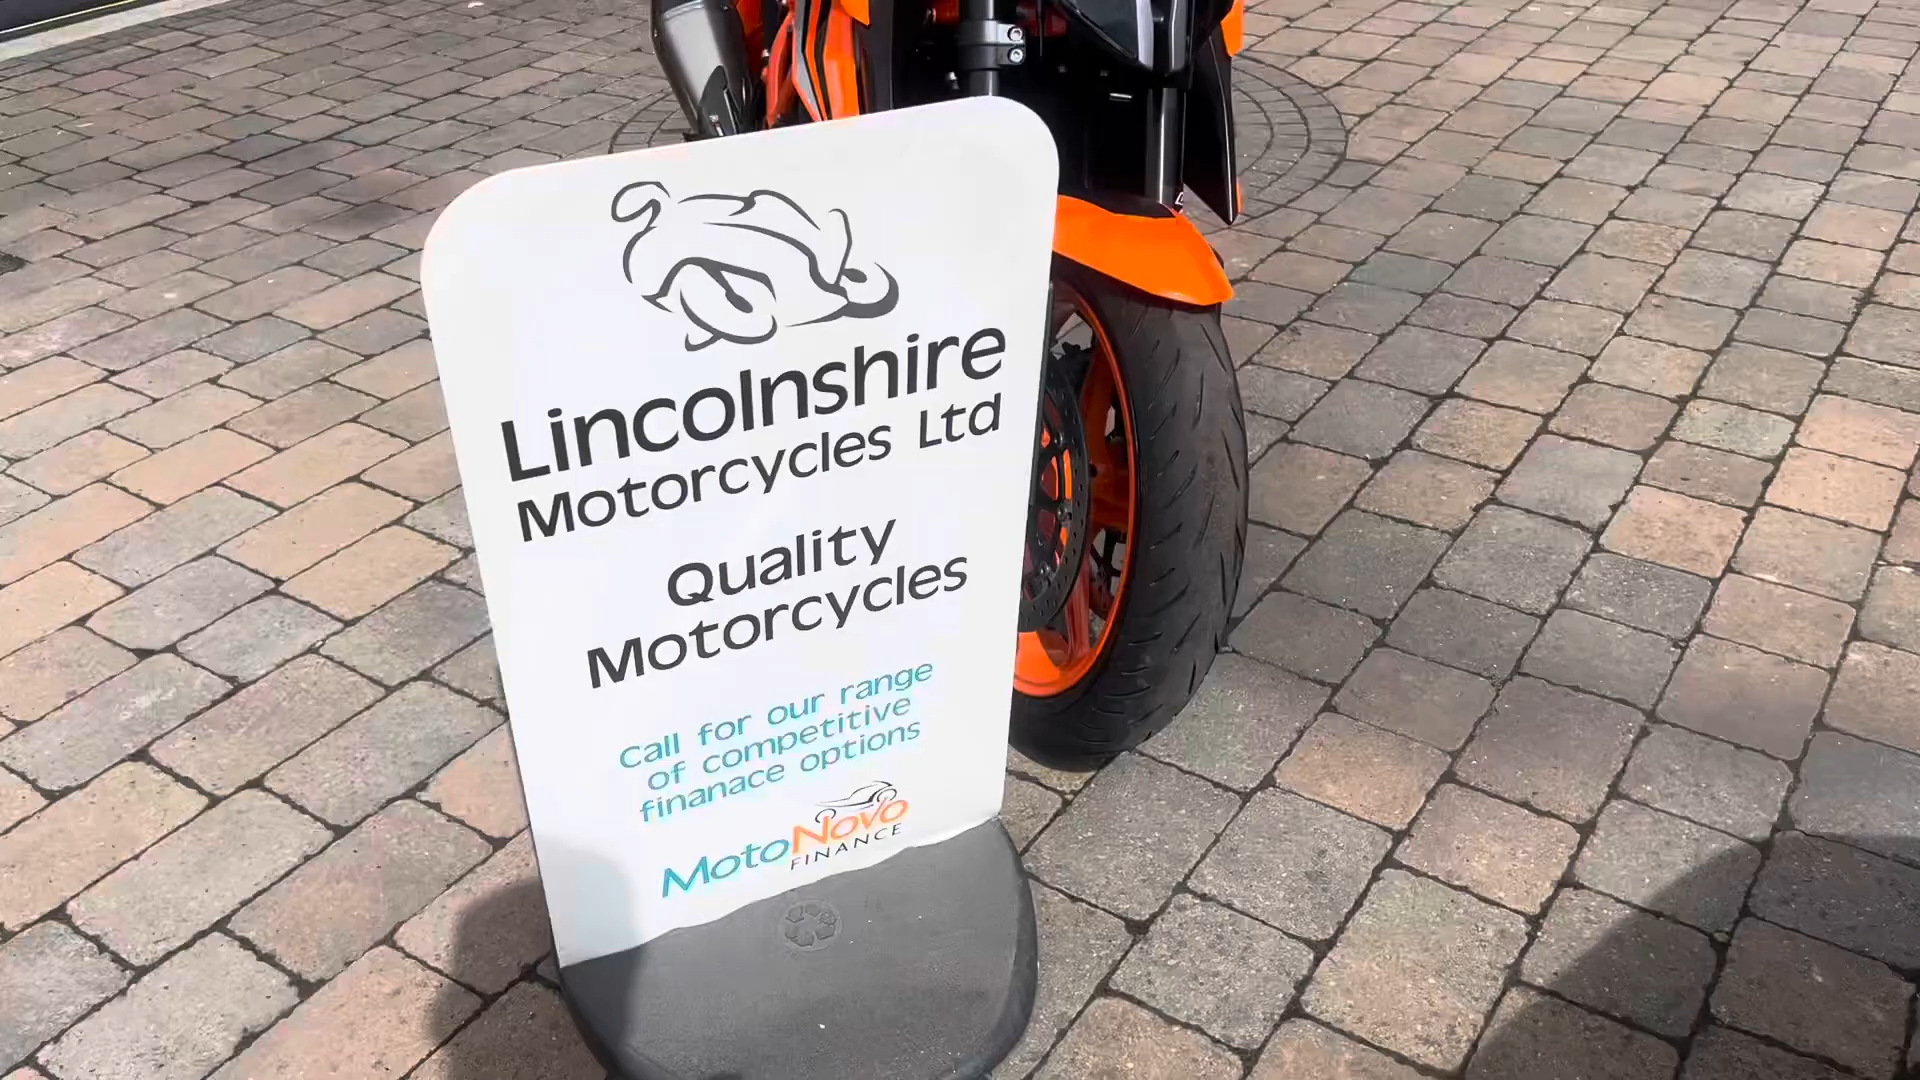 Lincolnshire
Motorcycles Ltd
Quality
Motorcycles
Call for our range
of competitive
finanace options
MotoNovo
FINANCE